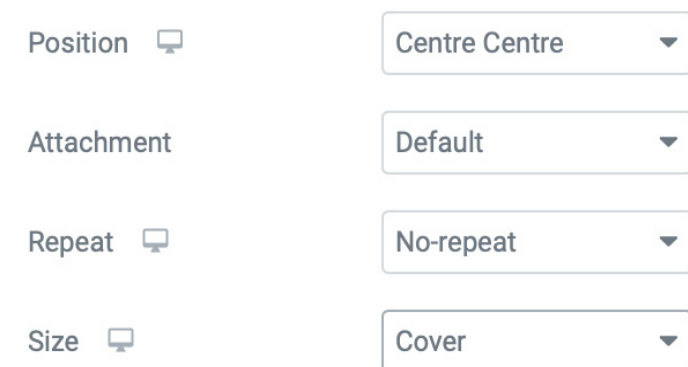 Position Centre Centre
Attachment Default
Repeat No-repeat
Size Cover